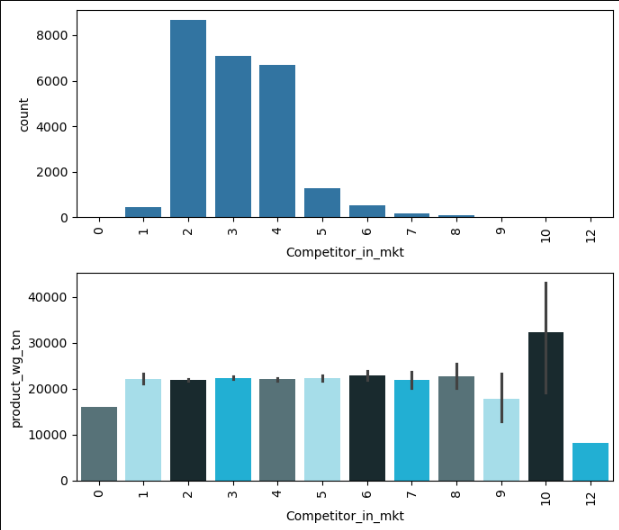 8000
6000
4000
2000
0
count
0 1 2 3 4 5 6 7 8 9 10 12
Competitor_in_mkt
40000
30000
20000
10000
0
product_wg_ton
0 1 2 3 4 5 6 7 8 9 10 12
Competitor_in_mkt